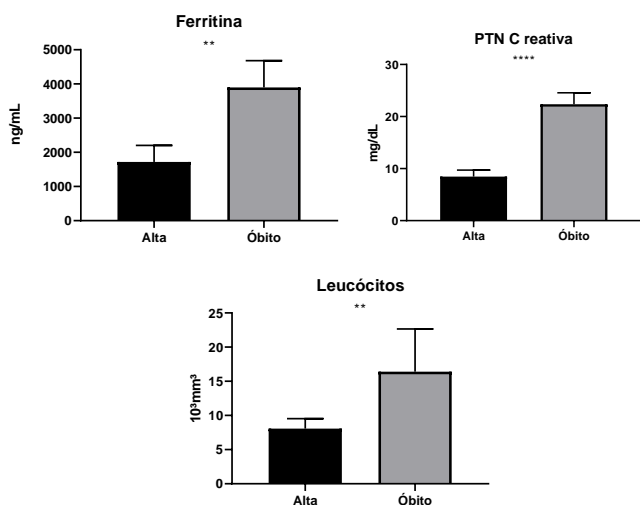 Ferritina
**
ng/mL
5000
4000
3000
2000
1000
0
Alta Óbito
PTN C reativa
****
mg/dL
30
20
10
0
Alta Óbito
Leucócitos
**
10³mm³
25
20
15
10
5
0
Alta Óbito